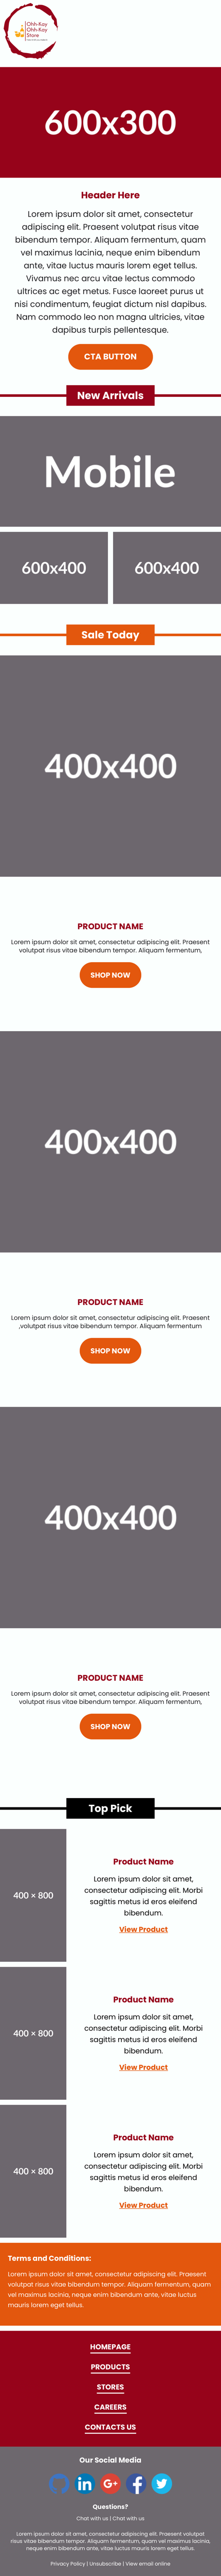 Ohh-Kay
Ohh-Kay
Store
600x300
Header Here
Lorem ipsum dolor sit amet, consectetur
adipiscing elit. Praesent volutpat risus vitae
bibendum tempor. Aliquam fermentum, quam
vel maximus lacinia, neque enim bibendum
ante, vitae luctus mauris lorem eget tellus.
Vivamus nec arcu vitae lectus commodo
ultrices ac eget metus. Fusce laoreet purus ut
nisi condimentum, feugiat dictum nisl dapibus.
Nam commodo leo non magna ultricies, vitae
dapibus turpis pellentesque.
CTA BUTTON
New Arrivals
Mobile
600x400 600x400
Sale Today
400x400
PRODUCT NAME
Lorem ipsum dolor sit amet, consectetur adipiscing elit. Praesent
volutpat risus vitae bibendum tempor. Aliquam fermentum,
SHOP NOW
400x400
PRODUCT NAME
Lorem ipsum dolor sit amet, consectetur adipiscing elit. Praesent
,volutpat risus vitae bibendum tempor. Aliquam fermentum
SHOP NOW
400x400
PRODUCT NAME
Lorem ipsum dolor sit amet, consectetur adipiscing elit. Praesent
volutpat risus vitae bibendum tempor. Aliquam fermentum,
SHOP NOW
Top Pick
400 × 800
Product Name
Lorem ipsum dolor sit amet,
consectetur adipiscing elit. Morbi
sagittis metus id eros eleifend
bibendum.
View Product
400 × 800
Product Name
Lorem ipsum dolor sit amet,
consectetur adipiscing elit. Morbi
sagittis metus id eros eleifend
bibendum.
View Product
400 × 800
Product Name
Lorem ipsum dolor sit amet,
consectetur adipiscing elit. Morbi
sagittis metus id eros eleifend
bibendum.
View Product
Terms and Conditions:
Lorem ipsum dolor sit amet, consectetur adipiscing elit. Praesent
volutpat risus vitae bibendum tempor. Aliquam fermentum, quam
vel maximus lacinia, neque enim bibendum ante, vitae luctus
mauris lorem eget tellus.
HOMEPAGE
PRODUCTS
STORES
CAREERS
CONTACTS US
Our Social Media
Questions?
Chat with us | Chat with us
Lorem ipsum dolor sit amet, consectetur adipiscing elit. Praesent volutpat
risus vitae bibendum tempor. Aliquam fermentum, quam vel maximus lacinia,
neque enim bibendum ante, vitae luctus mauris lorem eget tellus.
Privacy Policy | Unsubscribe | View email online